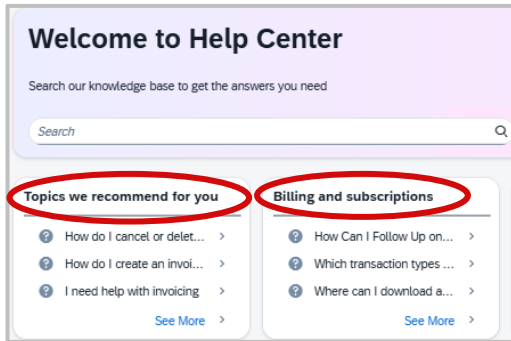 Welcome to Help Center
Search our knowledge base to get the answers you need
Search
Topics we recommend for you
How do I cancel or delet...
How do I create an invoi...
I need help with invoicing
See More
Billing and subscriptions
How Can I Follow Up on...
Which transaction types ...
Where can I download a...
See More